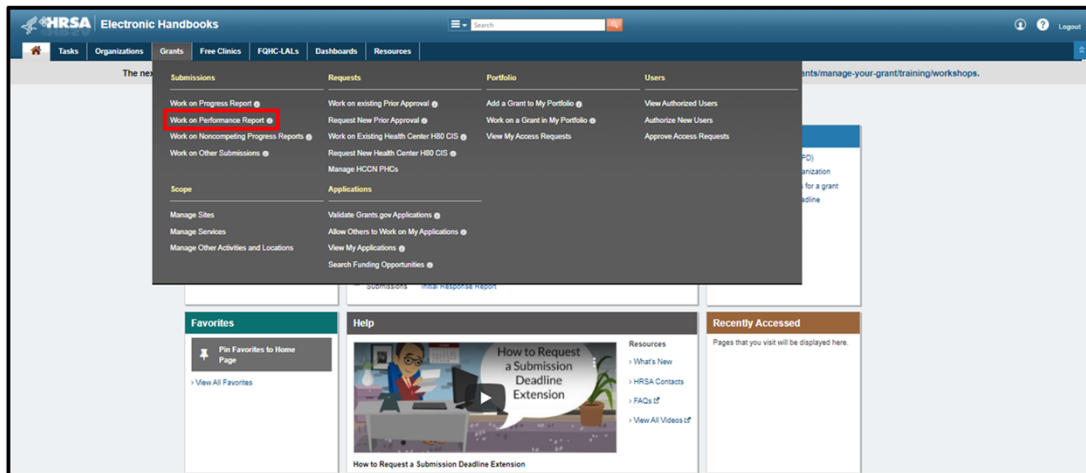 HRSA Electronic Handbooks
Search
Logout
Tasks Organizations Grants Free Clinics FQHC-LALs Dashboards Resources
The nex
ants/manage-your-grant/training/workshops.
Submissions
Work on Progress Report
Work on Performance Report
Work on Noncompeting Progress Reports
Work on Other Submissions
Requests
Work on existing Prior Approval
Request New Prior Approval
Work on Existing Health Center H80 CIS
Request New Health Center H80 CIS
Manage HCCN PHCs
Portfolio
Add a Grant to My Portfolio
Work on a Grant in My Portfolio
View My Access Requests
Users
View Authorized Users
Authorize New Users
Approve Access Requests
Scope
Manage Sites
Manage Services
Manage Other Activities and Locations
Applications
Validate Grants.gov Applications
Allow Others to Work on My Applications
View My Applications
Search Funding Opportunities
PD)
anization
for a grant
adline
Submissions Initial Response Report
Favorites
Pin Favorites to Home
Page
› View All Favorites
Help
How to Request
a Submission
Deadline
Extension
How to Request a Submission Deadline Extension
Resources
› What's New
› HRSA Contacts
› FAQs
› View All Videos
Recently Accessed
Pages that you visit will be displayed here.